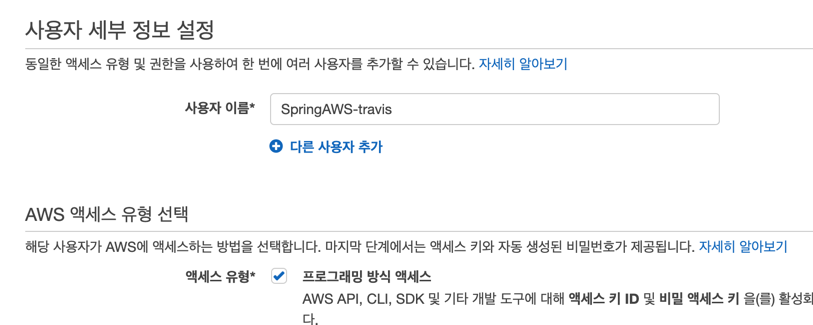 사용자 세부 정보 설정
동일한 액세스 유형 및 권한을 사용하여 한 번에 여러 사용자를 추가할 수 있습니다. 자세히 알아보기
사용자 이름* SpringAWS-travis
다른 사용자 추가
AWS 액세스 유형 선택
해당 사용자가 AWS에 액세스하는 방법을 선택합니다. 마지막 단계에서는 액세스 키와 자동 생성된 비밀번호가 제공됩니다. 자세히 알아보기
액세스 유형* 프로그래밍 방식 액세스
AWS API, CLI, SDK 및 기타 개발 도구에 대해 액세스 키 ID 및 비밀 액세스 키 을(를) 활성화
다.